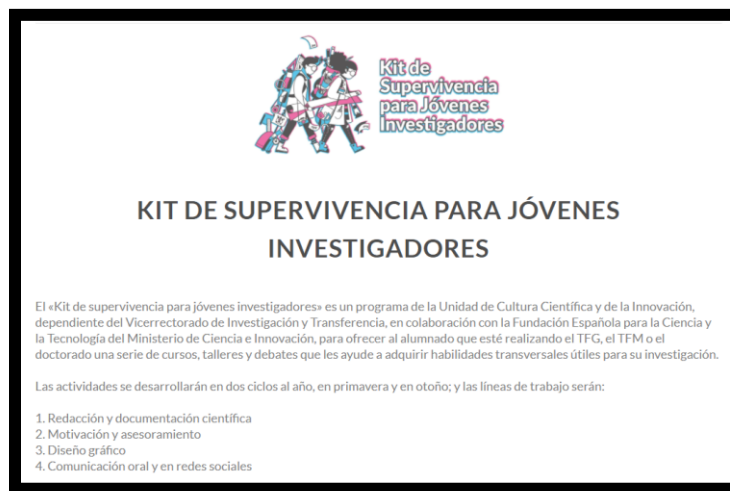 Kit de
Supervivencia
para Jóvenes
Investigadores
KIT DE SUPERVIVENCIA PARA JÓVENES
INVESTIGADORES
El «Kit de supervivencia para jóvenes investigadores» es un programa de la Unidad de Cultura Científica y de la Innovación,
dependiente del Vicerrectorado de Investigación y Transferencia, en colaboración con la Fundación Española para la Ciencia y
la Tecnología del Ministerio de Ciencia e Innovación, para ofrecer al alumnado que esté realizando el TFG, el TFM o el
doctorado una serie de cursos, talleres y debates que les ayude a adquirir habilidades transversales útiles para su investigación.
Las actividades se desarrollarán en dos ciclos al año, en primavera y en otoño; y las líneas de trabajo serán:
1. Redacción y documentación científica
2. Motivación y asesoramiento
3. Diseño gráfico
4. Comunicación oral y en redes sociales